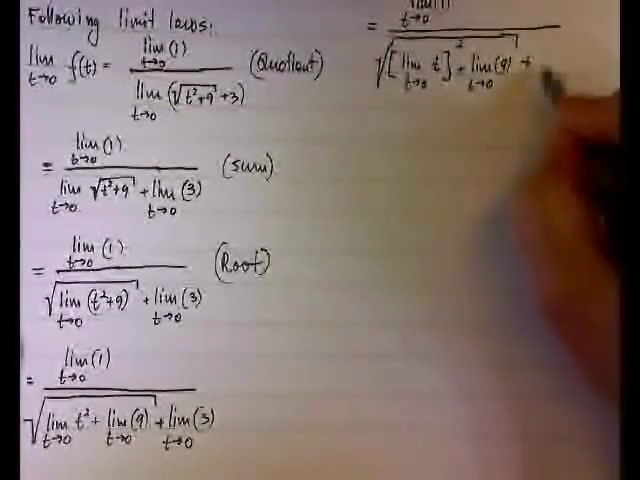 Following limit laws:
lim t→0 f(t) = lim t→0 (1) / lim t→0 (√(t²+9) + 3) (Quotient)
= lim t→0 (1) / lim t→0 √(t²+9) + lim t→0 (3) (sum)
= lim t→0 (1) / √(lim t→0 (t²+9)) + lim t→0 (3) (Root)
= lim t→0 (1) / √(lim t→0 t² + lim t→0 (9)) + lim t→0 (3)
= lim t→0 (1) / √([lim t→0 t]² + lim t→0 (9)) +